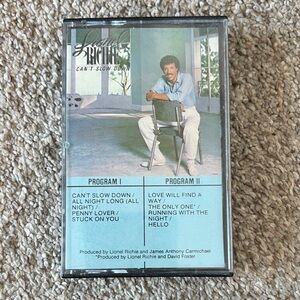 Lionel
RICHIE
CAN'T SLOW DOWN
PROGRAM I
CAN'T SLOW DOWN /
ALL NIGHT LONG (ALL
NIGHT) /
PENNY LOVER /
STUCK ON YOU
PROGRAM II
LOVE WILL FIND A
WAY /
THE ONLY ONE* /
RUNNING WITH THE
NIGHT /
HELLO
Produced by Lionel Richie and James Anthony Carmichael
*Produced by Lionel Richie and David Foster